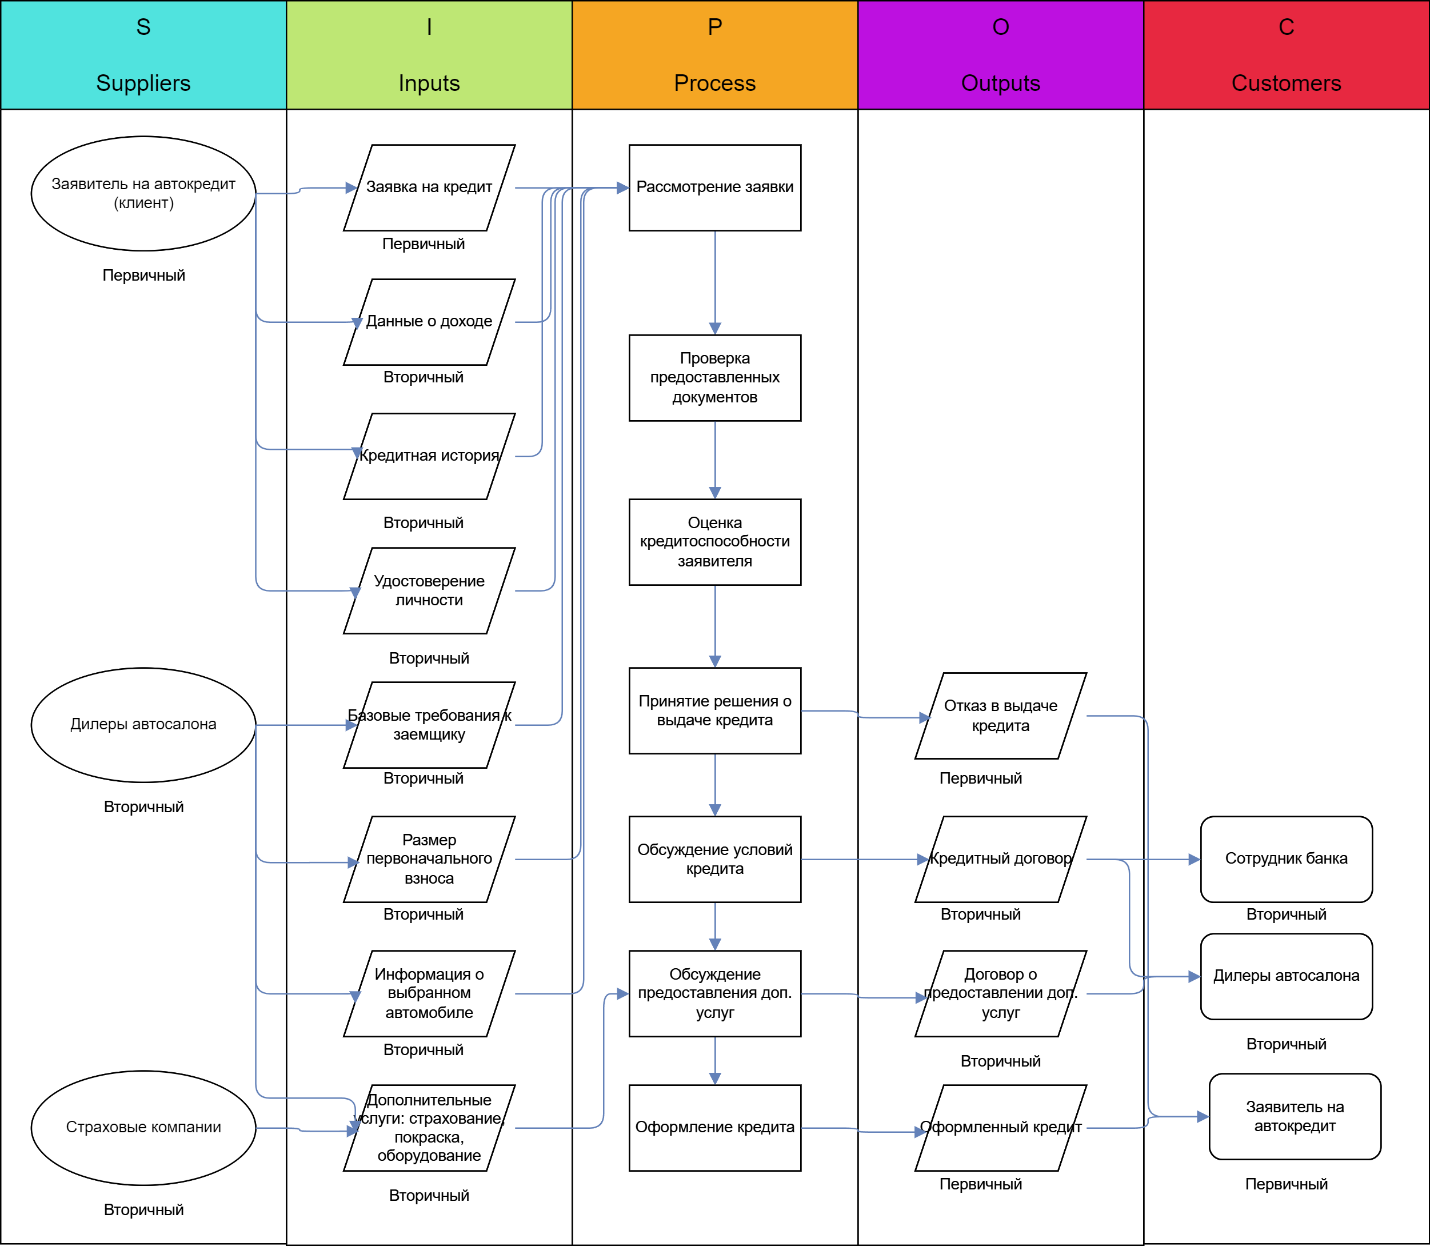 S
Suppliers
I
Inputs
P
Process
O
Outputs
C
Customers
Заявитель на автокредит
(клиент)
Первичный
Дилеры автосалона
Вторичный
Страховые компании
Вторичный
Заявка на кредит
Первичный
Данные о доходе
Вторичный
Кредитная история
Вторичный
Удостоверение
личности
Вторичный
Базовые требования к
заемщику
Вторичный
Размер
первоначального
взноса
Вторичный
Информация о
выбранном
автомобиле
Вторичный
Дополнительные
услуги: страхование,
покраска,
оборудование
Вторичный
Рассмотрение заявки
Проверка
предоставленных
документов
Оценка
кредитоспособности
заявителя
Принятие решения о
выдаче кредита
Обсуждение условий
кредита
Обсуждение
предоставления доп.
услуг
Оформление кредита
Отказ в выдаче
кредита
Первичный
Кредитный договор
Вторичный
Договор о
предоставлении доп.
услуг
Вторичный
Оформленный кредит
Первичный
Сотрудник банка
Вторичный
Дилеры автосалона
Вторичный
Заявитель на
автокредит
Первичный